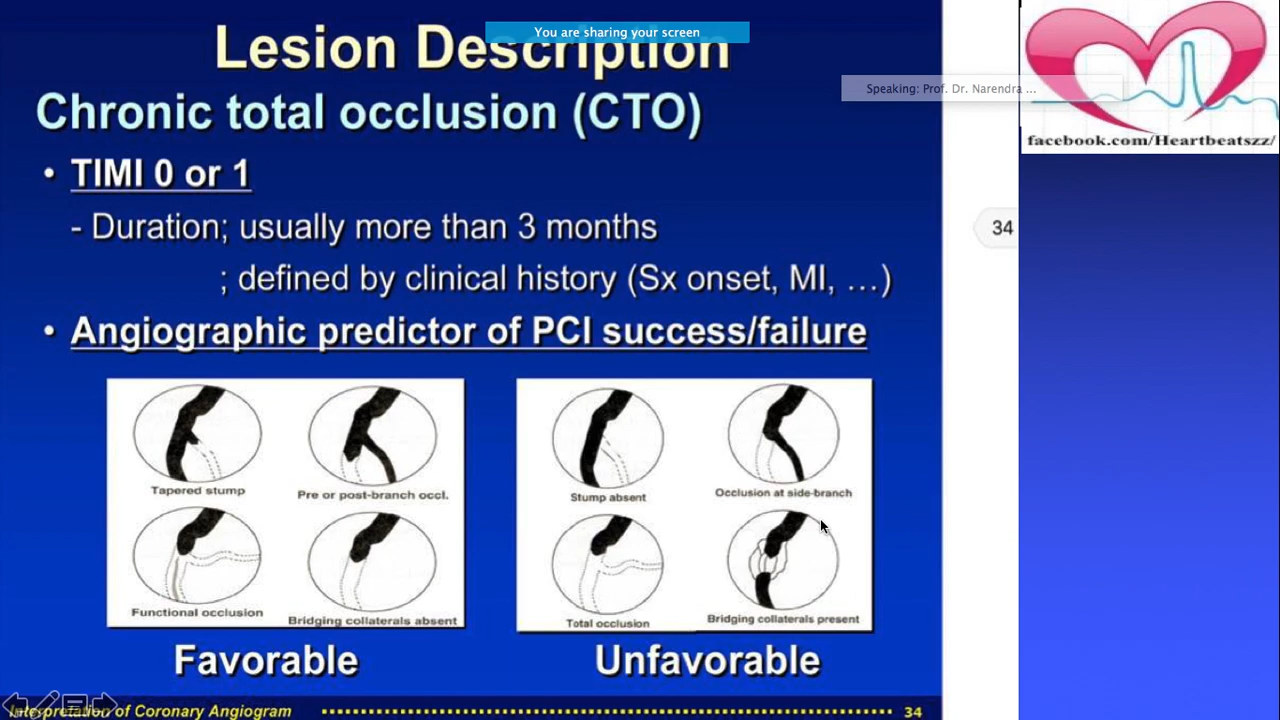 You are sharing your screen
Lesion Description
Speaking: Prof. Dr. Narendra ...
Chronic total occlusion (CTO)
facebook.com/Heartbeatszz/
• TIMI 0 or 1
- Duration; usually more than 3 months
34
; defined by clinical history (Sx onset, MI, …)
• Angiographic predictor of PCI success/failure
Tapered stump
Pre or post-branch occl.
Functional occlusion
Bridging collaterals absent
Favorable
Stump absent
Occlusion at side-branch
Total occlusion
Bridging collaterals present
Unfavorable
Interpretation of Coronary Angiogram
34